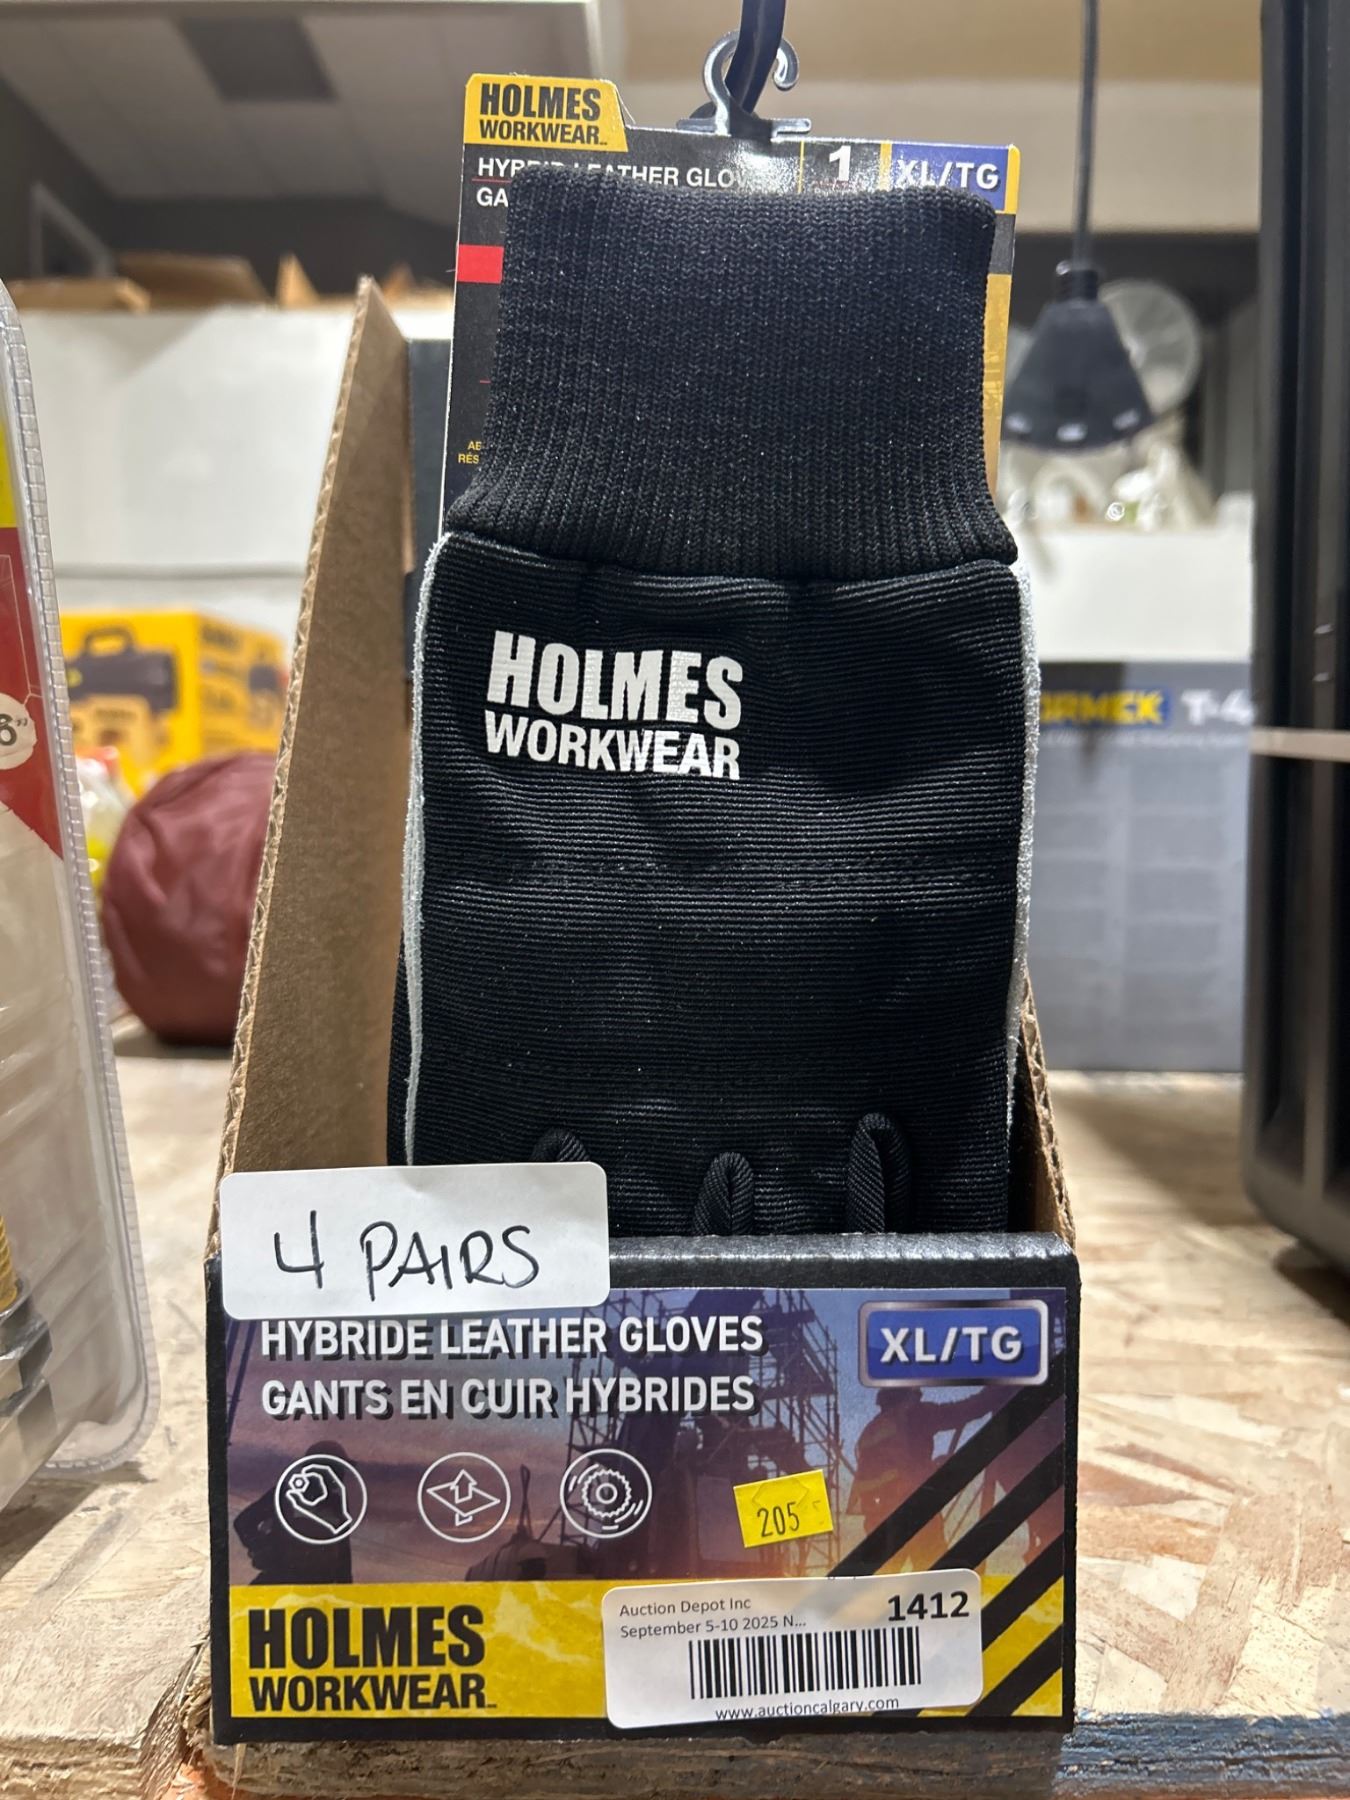 HOLMES
WORKWEAR
1
XL/TG
HOLMES
WORKWEAR
4 PAIRS
HYBRIDE LEATHER GLOVES
GANTS EN CUIR HYBRIDES
XL/TG
205
HOLMES
WORKWEAR
Auction Depot Inc
September 5-10 2025 N...
1412
www.auctioncalgary.com